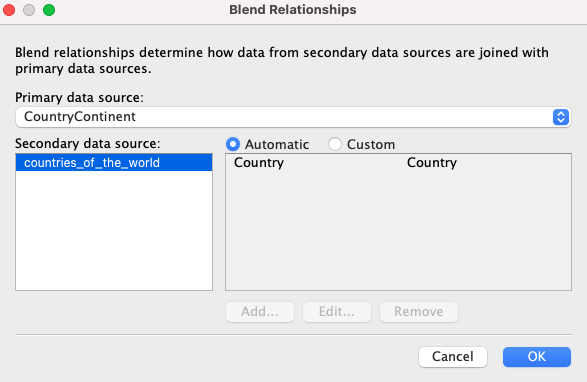 Blend Relationships
Blend relationships determine how data from secondary data sources are joined with
primary data sources.
Primary data source:
CountryContinent
Secondary data source:
Automatic Custom
countries_of_the_world
Country Country
Add... Edit... Remove
Cancel OK